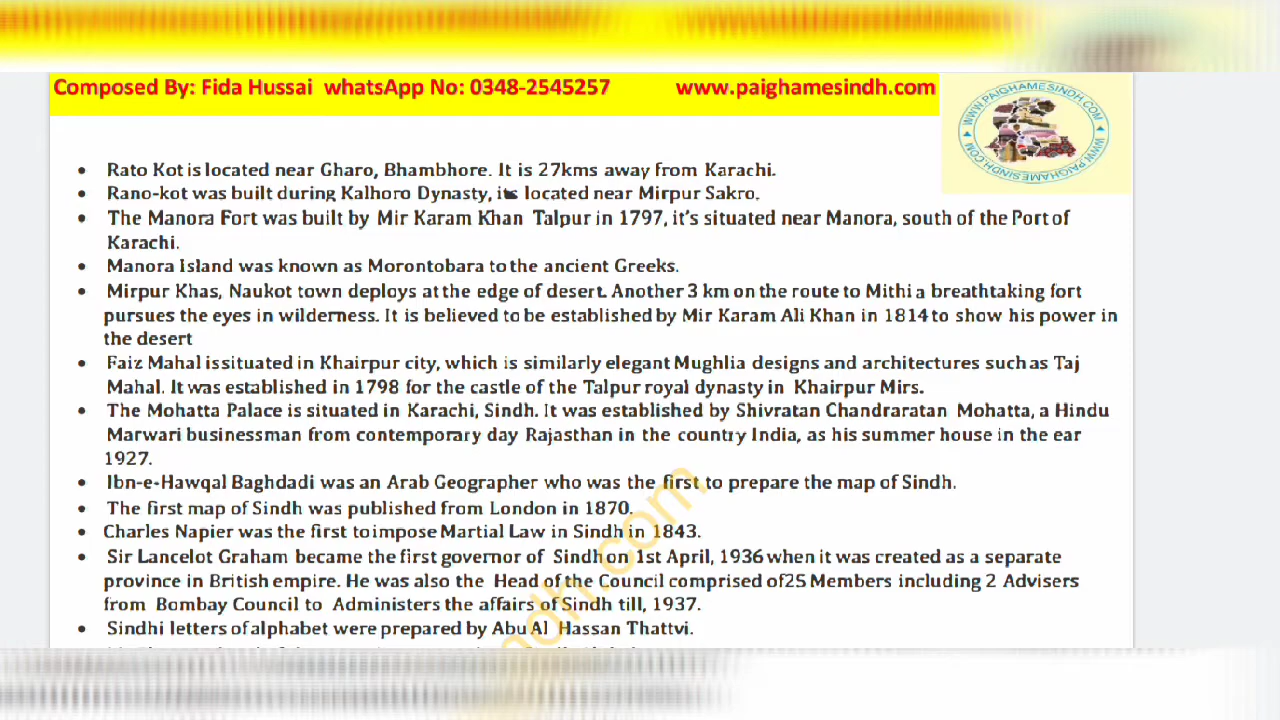 Composed By: Fida Hussai whatsApp No: 0348-2545257 www.paighamesindh.com
WWW.PAIGHAMESINDH.COM
WWW.PAIGHAMESINDH.COM
• Rato Kot is located near Gharo, Bhambhore. It is 27kms away from Karachi.
• Rano-kot was built during Kalhoro Dynasty, its located near Mirpur Sakro.
• The Manora Fort was built by Mir Karam Khan Talpur in 1797, it's situated near Manora, south of the Port of
Karachi.
• Manora Island was known as Morontobara to the ancient Greeks.
• Mirpur Khas, Naukot town deploys at the edge of desert. Another 3 km on the route to Mithi a breathtaking fort
pursues the eyes in wilderness. It is believed to be established by Mir Karam Ali Khan in 1814 to show his power in
the desert
• Faiz Mahal is situated in Khairpur city, which is similarly elegant Mughlia designs and architectures such as Taj
Mahal. It was established in 1798 for the castle of the Talpur royal dynasty in Khairpur Mirs.
• The Mohatta Palace is situated in Karachi, Sindh. It was established by Shivratan Chandraratan Mohatta, a Hindu
Marwari businessman from contemporary day Rajasthan in the country India, as his summer house in the ear
1927.
• Ibn-e-Hawqal Baghdadi was an Arab Geographer who was the first to prepare the map of Sindh.
• The first map of Sindh was published from London in 1870.
• Charles Napier was the first to impose Martial Law in Sindh in 1843.
• Sir Lancelot Graham became the first governor of Sindh on 1st April, 1936 when it was created as a separate
province in British empire. He was also the Head of the Council comprised of 25 Members including 2 Advisers
from Bombay Council to Administers the affairs of Sindh till, 1937.
• Sindhi letters of alphabet were prepared by Abu Al Hassan Thattvi.
ndh.com